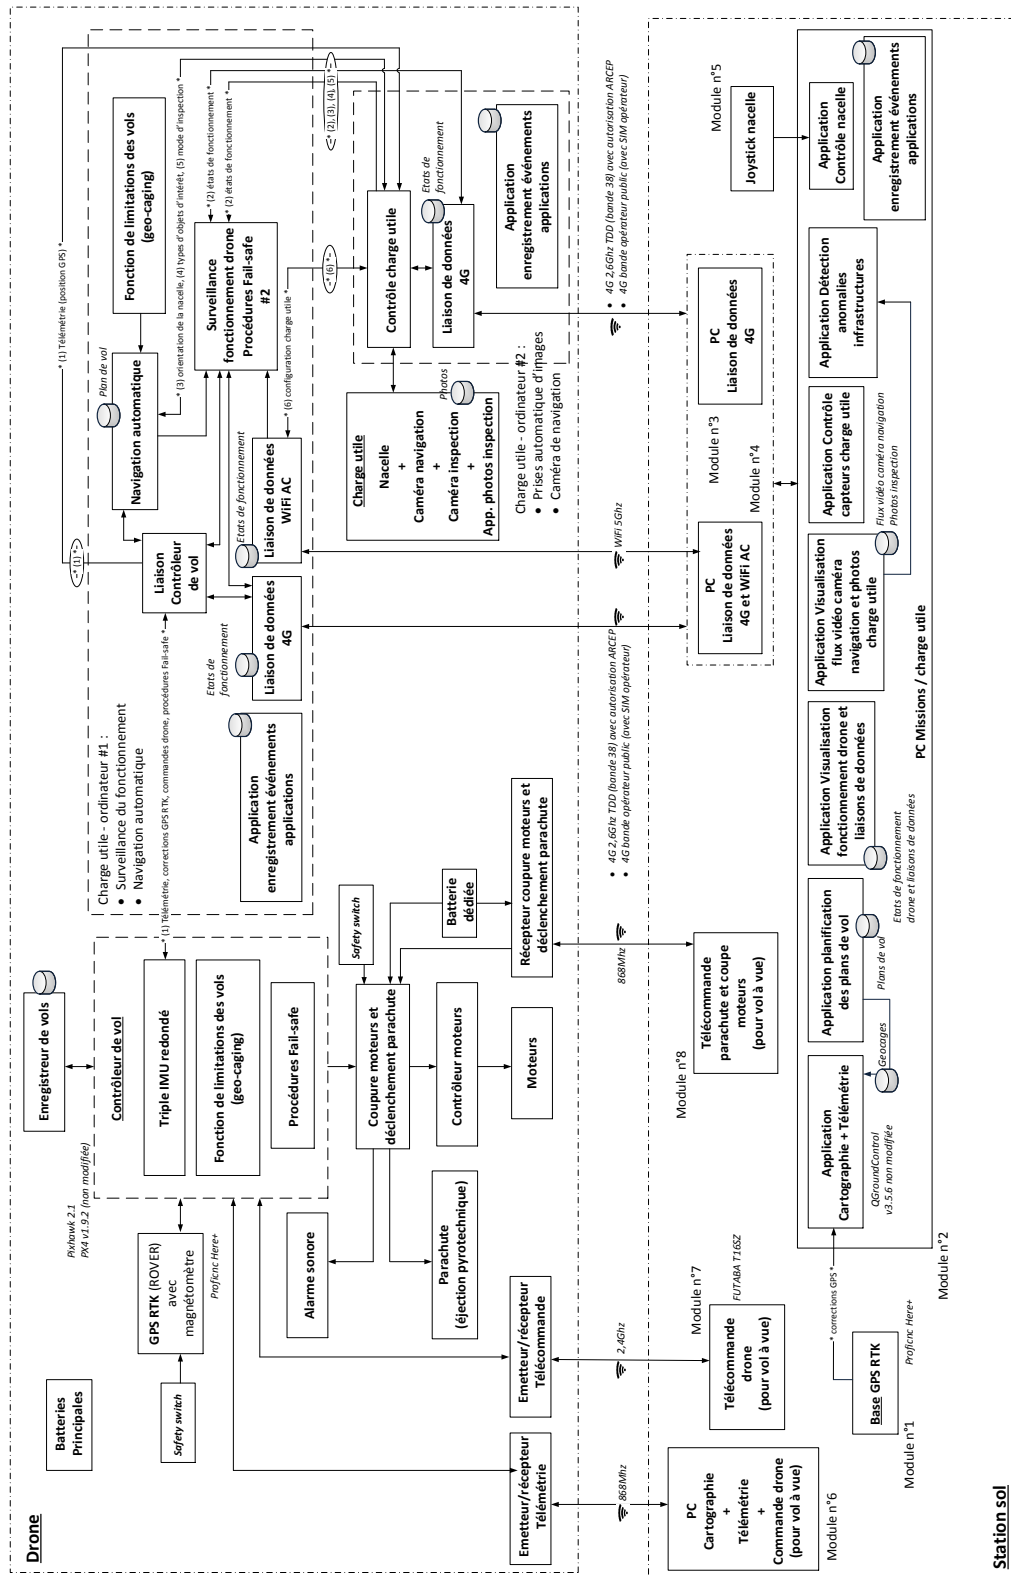 Drone
Batteries
Principales
Safety switch
GPS RTK (ROVER)
avec
magnétomètre
Proficnc Here+
Pixhawk 2.1
PX4 v1.9.2 (non modifiée)
Enregistreur de vols
Contrôleur de vol
Triple IMU redondé
Fonction de limitations des vols
(geo-caging)
Procédures Fail-safe
Alarme sonore
Parachute
(éjection pyrotechnique)
Coupure moteurs et
déclenchement parachute
Contrôleur moteurs
Moteurs
Safety switch
Batterie
dédiée
Récepteur coupure moteurs et
déclenchement parachute
Emetteur/récepteur
Télémétrie
Emetteur/récepteur
Télécommande
Charge utile - ordinateur #1 :
• Surveillance du fonctionnement
• Navigation automatique
* (1) Télémétrie, corrections GPS RTK, commandes drone, procédures Fail-safe *
Application
enregistrement événements
applications
Etats de
fonctionnement
Liaison de données
4G
Liaison
Contrôleur
de vol
Etats de fonctionnement
Liaison de données
WiFi AC
Plan de vol
Navigation automatique
Fonction de limitations des vols
(geo-caging)
Surveillance
fonctionnement drone
Procédures Fail-safe
#2
* (1) *
* (1) Télémétrie (position GPS) *
* (3) orientation de la nacelle, (4) types d'objets d'intérêt, (5) mode d'inspection *
* (2) états de fonctionnement *
* (2) états de fonctionnement *
* (6) configuration charge utile *
* (6) *
* (2), (3), (4), (5) *
Charge utile
Nacelle
+
Caméra navigation
+
Caméra inspection
+
App. photos inspection
Photos
Contrôle charge utile
Etats de
fonctionnement
Liaison de données
4G
Application
enregistrement événements
applications
Charge utile - ordinateur #2 :
• Prises automatique d'images
• Caméra de navigation
868Mhz
2,4Ghz
868Mhz
• 4G 2,6Ghz TDD (bande 38) avec autorisation ARCEP
• 4G bande opérateur public (avec SIM opérateur)
WiFi 5Ghz
• 4G 2,6Ghz TDD (bande 38) avec autorisation ARCEP
• 4G bande opérateur public (avec SIM opérateur)
Station sol
PC
Cartographie
+
Télémétrie
+
Commande drone
(pour vol à vue)
Module n°6
Module n°7
FUTABA T16SZ
Télécommande
drone
(pour vol à vue)
Module n°8
Télécommande
parachute et coupe
moteurs
(pour vol à vue)
Base GPS RTK
Proficnc Here+
Module n°1
* corrections GPS *
Module n°2
Application
Cartographie + Télémétrie
QGroundControl
v3.5.6 non modifiée
Geocages
Application planification
des plans de vol
Plans de vol
Application Visualisation
fonctionnement drone et
liaisons de données
Etats de fonctionnement
drone et liaisons de données
PC Missions / charge utile
Application Visualisation
flux vidéo caméra
navigation et photos
charge utile
Flux vidéo caméra navigation
Photos inspection
Application Contrôle
capteurs charge utile
Application Détection
anomalies
infrastructures
PC
Liaison de données
4G et WiFi AC
Module n°4
Module n°3
PC
Liaison de données
4G
Module n°5
Joystick nacelle
Application
Contrôle nacelle
Application
enregistrement événements
applications